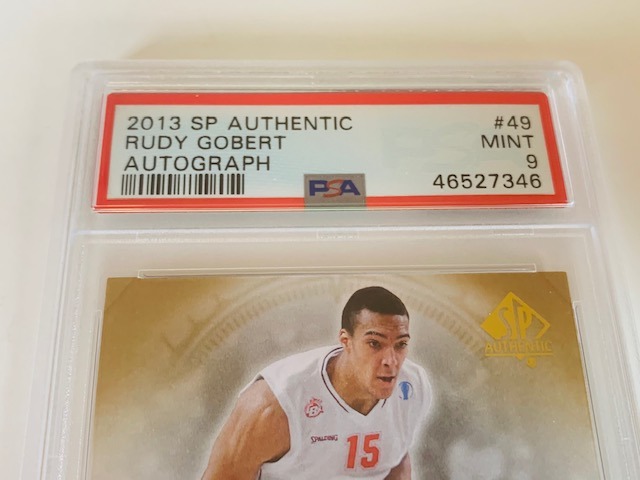 2013 SP AUTHENTIC #49
RUDY GOBERT MINT
AUTOGRAPH 9
PSA 46527346
SP
AUTHENTIC
SPALDING 15